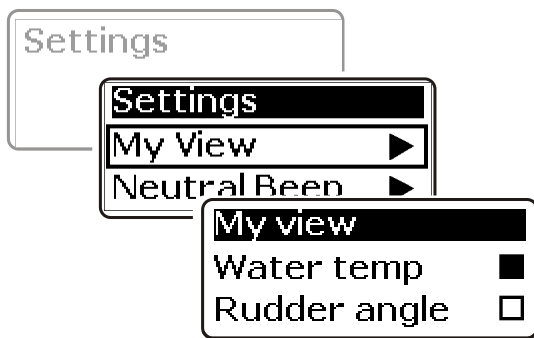 Settings
Settings
My View
Neutral Beep
My view
Water temp
Rudder angle